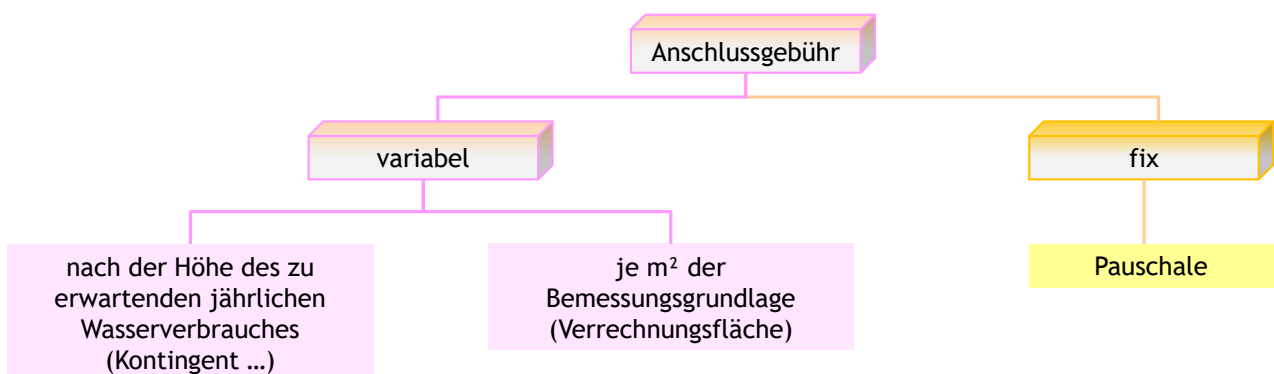 Anschlussgebühr
variabel
fix
nach der Höhe des zu
erwartenden jährlichen
Wasserverbrauches
(Kontingent …)
je m² der
Bemessungsgrundlage
(Verrechnungsfläche)
Pauschale